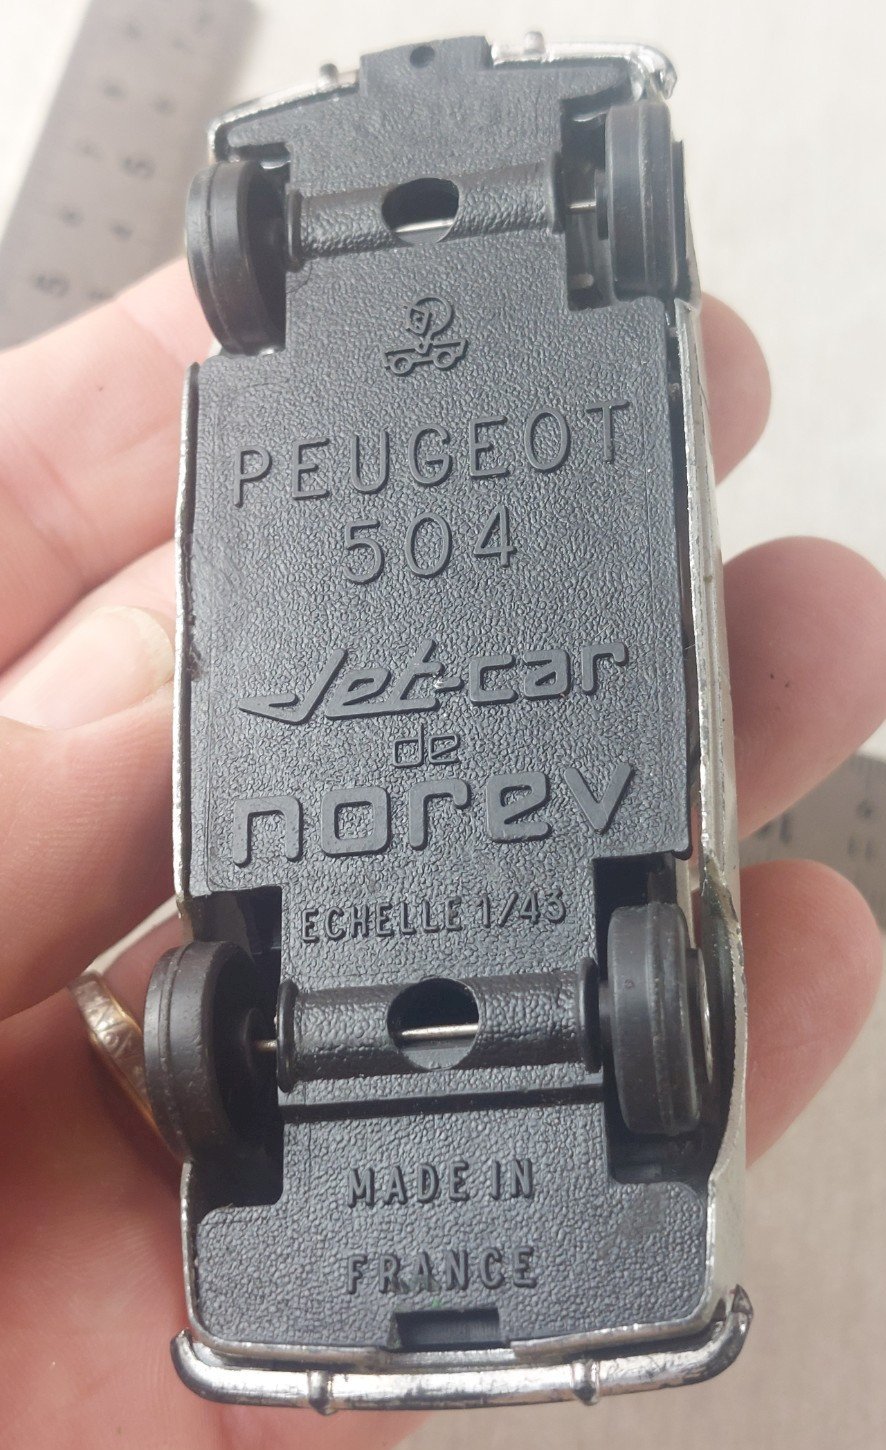 PEUGEOT
504
Jet-car
de
norev
ECHELLE 1/43
MADE IN
FRANCE